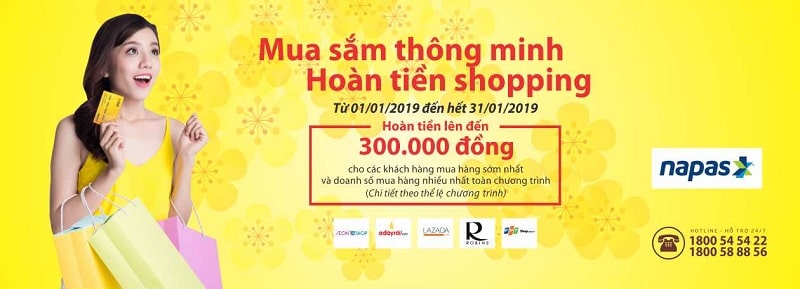 Mua sắm thông minh
Hoàn tiền shopping
Từ 01/01/2019 đến hết 31/01/2019
Hoàn tiền lên đến
300.000 đồng
cho các khách hàng mua hàng sớm nhất
và doanh số mua hàng nhiều nhất toàn chương trình
(Chi tiết theo thể lệ chương trình)
napas
LAZADA
R
ROBINS
FPT Shop
HOTLINE - HỖ TRỢ 24/7
1800 54 54 22
1800 58 88 56